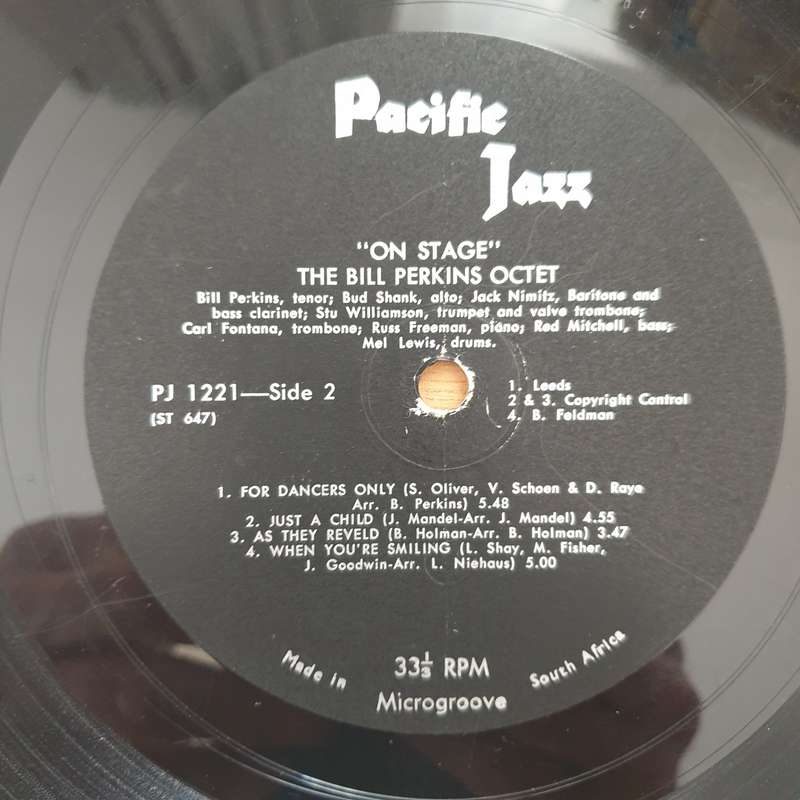 Pacific
Jazz
"ON STAGE"
THE BILL PERKINS OCTET
Bill Perkins, tenor; Bud Shank, alto; Jack Nimitz, Baritone and
bass clarinet; Stu Williamson, trumpet and valve trombone;
Carl Fontana, trombone; Russ Freeman, piano; Red Mitchell, bass;
Mel Lewis, drums.
PJ 1221—Side 2
(ST 647)
1. Leeds
2 & 3. Copyright Control
4. B. Feldman
1. FOR DANCERS ONLY (S. Oliver, V. Schoen & D. Raye
Arr. B. Perkins) 5.48
2. JUST A CHILD (J. Mandel-Arr. J. Mandel) 4.55
3. AS THEY REVELD (B. Holman-Arr. B. Holman) 3.47
4. WHEN YOU'RE SMILING (L. Shay, M. Fisher,
J. Goodwin-Arr. L. Niehaus) 5.00
Made in South Africa
33⅓ RPM
Microgroove